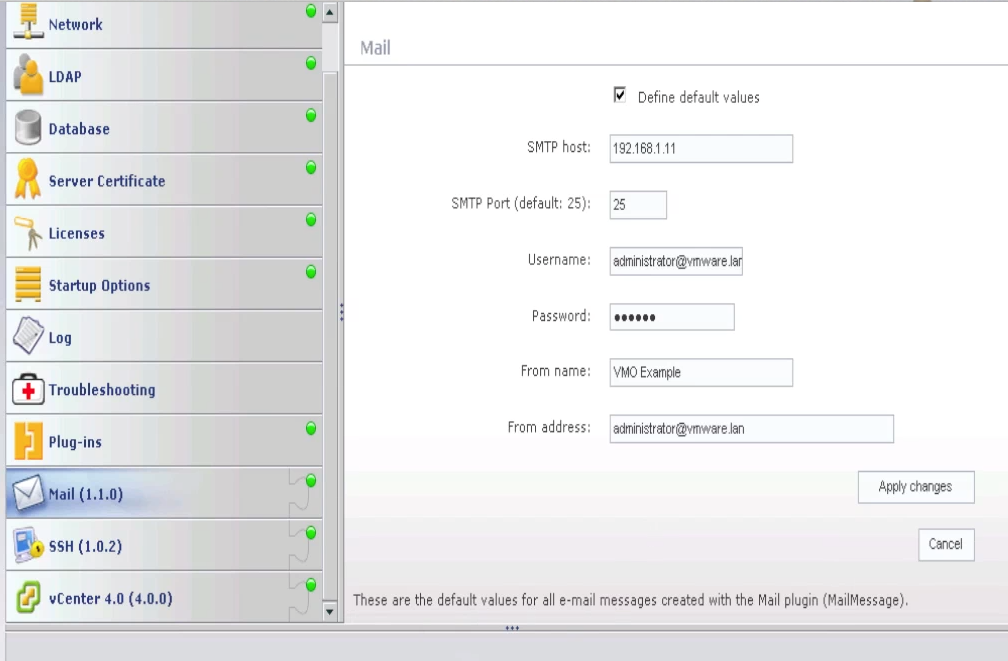 Network
LDAP
Database
Server Certificate
Licenses
Startup Options
Log
Troubleshooting
Plug-ins
Mail (1.1.0)
SSH (1.0.2)
vCenter 4.0 (4.0.0)
Mail
Define default values
SMTP host: 192.168.1.11
SMTP Port (default: 25): 25
Username: administrator@vmware.lan
Password: ●●●●●●
From name: VMO Example
From address: administrator@vmware.lan
Apply changes
Cancel
These are the default values for all e-mail messages created with the Mail plugin (MailMessage).